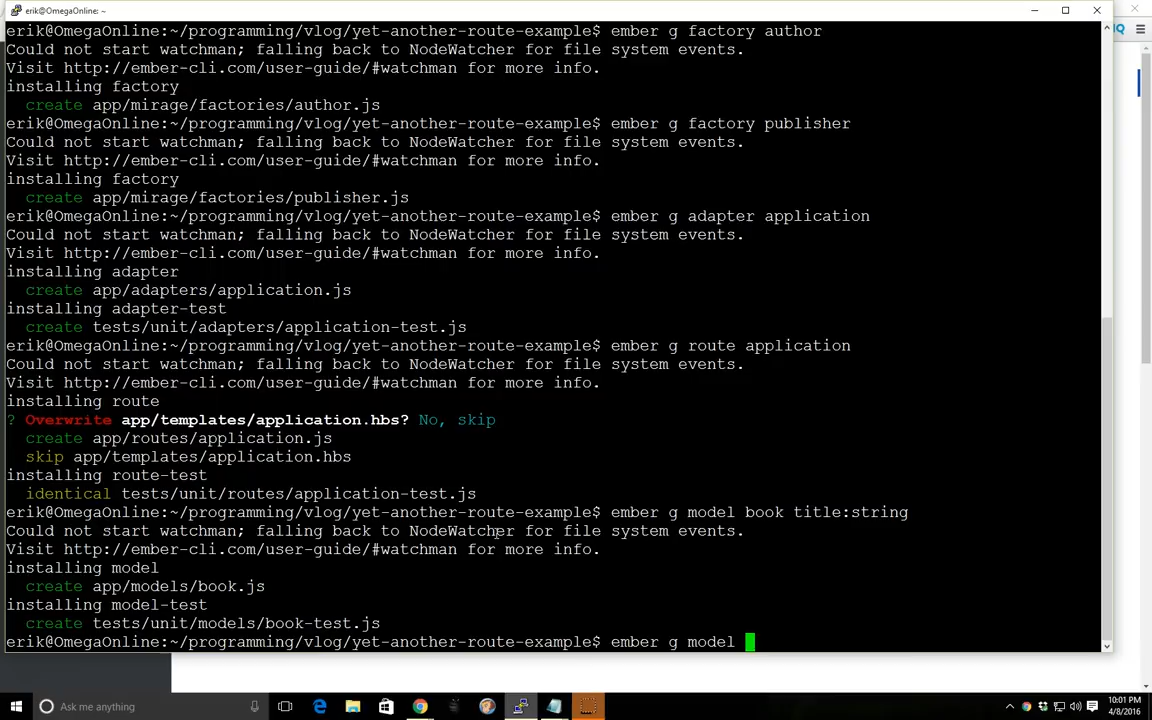 erik@OmegaOnline: ~
erik@OmegaOnline:~/programming/vlog/yet-another-route-example$ ember g factory author
Could not start watchman; falling back to NodeWatcher for file system events.
Visit http://ember-cli.com/user-guide/#watchman for more info.
installing factory
  create app/mirage/factories/author.js
erik@OmegaOnline:~/programming/vlog/yet-another-route-example$ ember g factory publisher
Could not start watchman; falling back to NodeWatcher for file system events.
Visit http://ember-cli.com/user-guide/#watchman for more info.
installing factory
  create app/mirage/factories/publisher.js
erik@OmegaOnline:~/programming/vlog/yet-another-route-example$ ember g adapter application
Could not start watchman; falling back to NodeWatcher for file system events.
Visit http://ember-cli.com/user-guide/#watchman for more info.
installing adapter
  create app/adapters/application.js
installing adapter-test
  create tests/unit/adapters/application-test.js
erik@OmegaOnline:~/programming/vlog/yet-another-route-example$ ember g route application
Could not start watchman; falling back to NodeWatcher for file system events.
Visit http://ember-cli.com/user-guide/#watchman for more info.
installing route
? Overwrite app/templates/application.hbs? No, skip
  create app/routes/application.js
  skip app/templates/application.hbs
installing route-test
  identical tests/unit/routes/application-test.js
erik@OmegaOnline:~/programming/vlog/yet-another-route-example$ ember g model book title:string
Could not start watchman; falling back to NodeWatcher for file system events.
Visit http://ember-cli.com/user-guide/#watchman for more info.
installing model
  create app/models/book.js
installing model-test
  create tests/unit/models/book-test.js
erik@OmegaOnline:~/programming/vlog/yet-another-route-example$ ember g model
Ask me anything
10:01 PM
4/8/2016